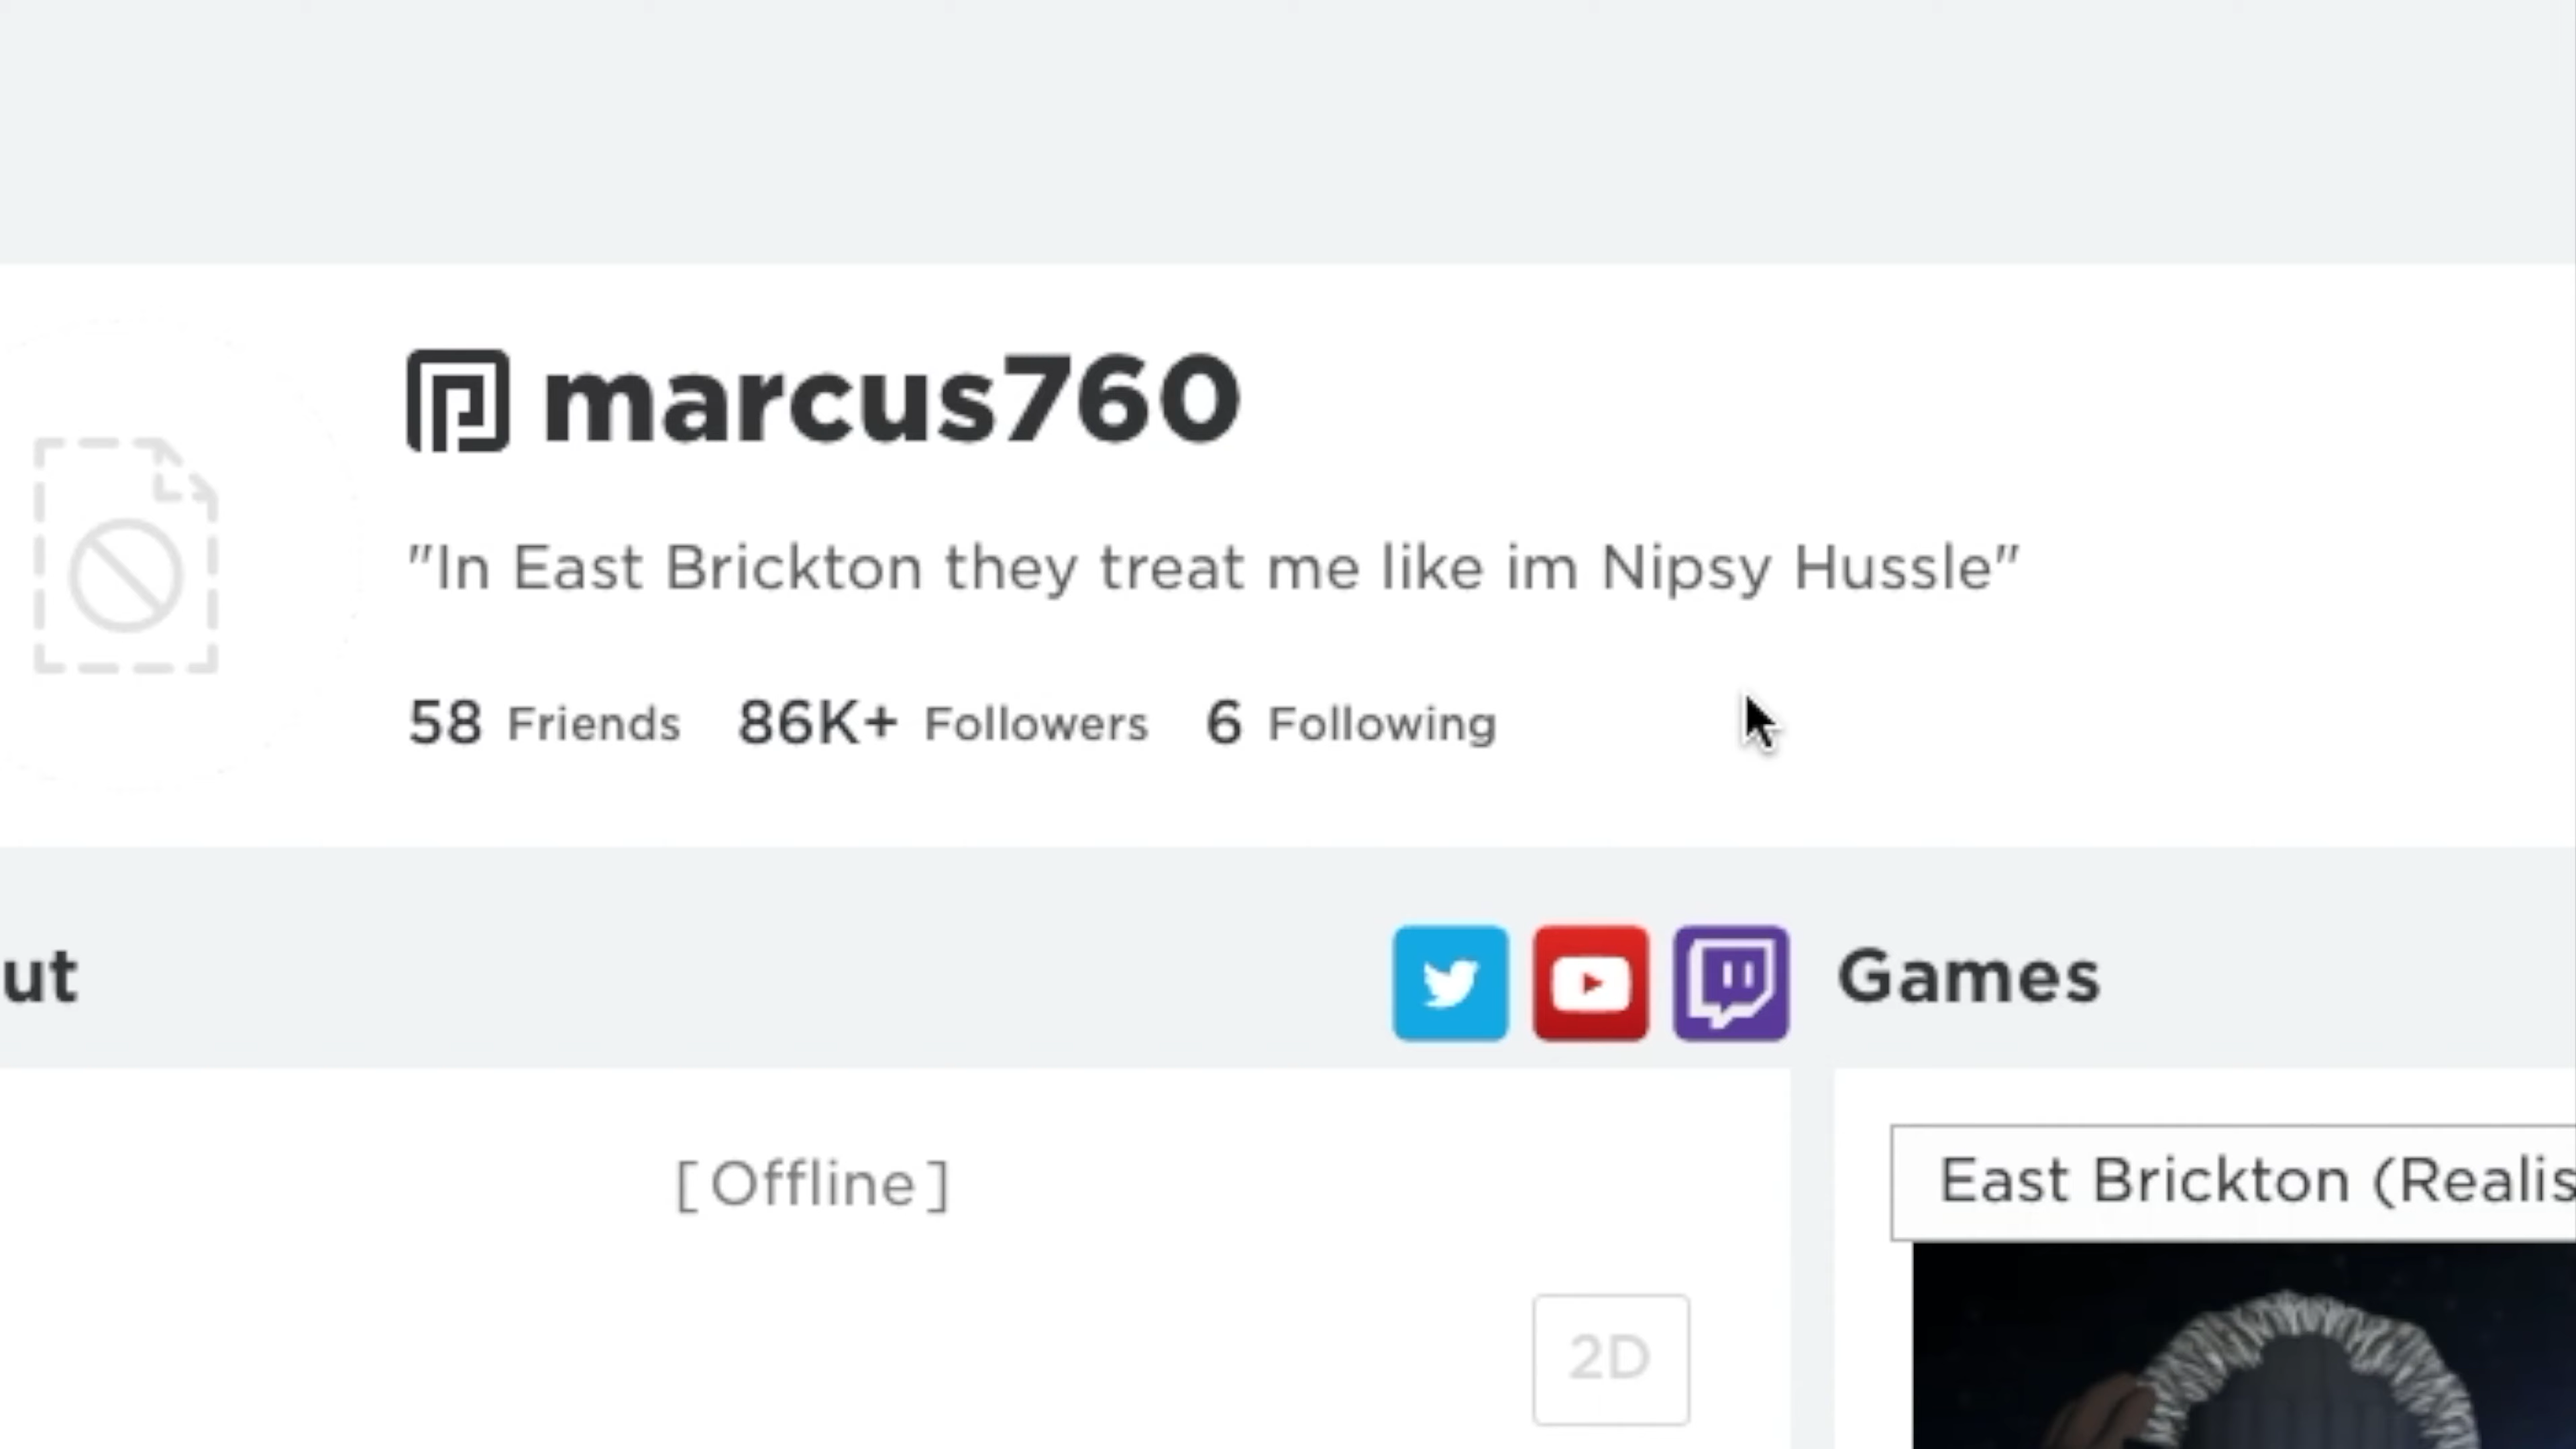 marcus760
"In East Brickton they treat me like im Nipsy Hussle"
58 Friends 86K+ Followers 6 Following
ut
Games
[ Offline ]
East Brickton (Realis
2D